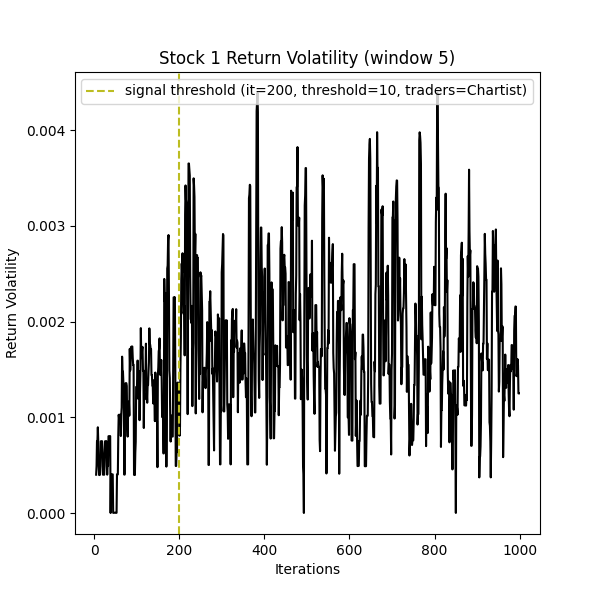 Stock 1 Return Volatility (window 5)
signal threshold (it=200, threshold=10, traders=Chartist)
0.004
0.003
0.002
0.001
0.000
Return Volatility
0 200 400 600 800 1000
Iterations